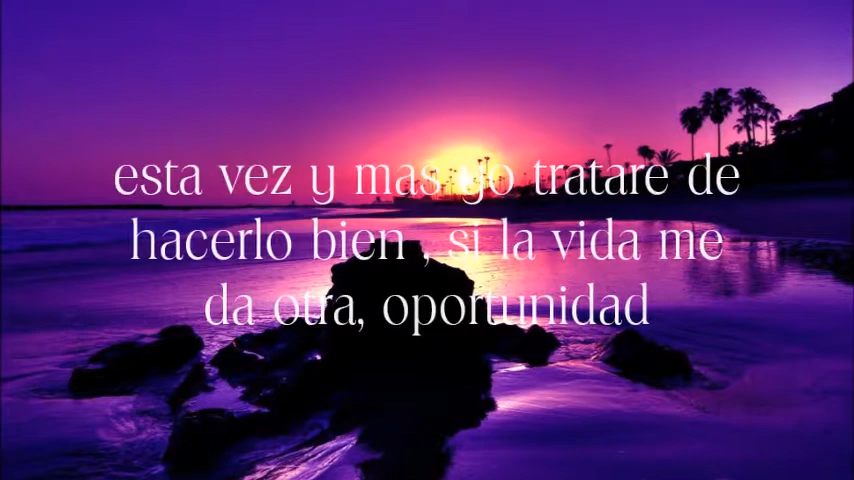 esta vez y mas yo tratare de
hacerlo bien , si la vida me
da otra, oportunidad